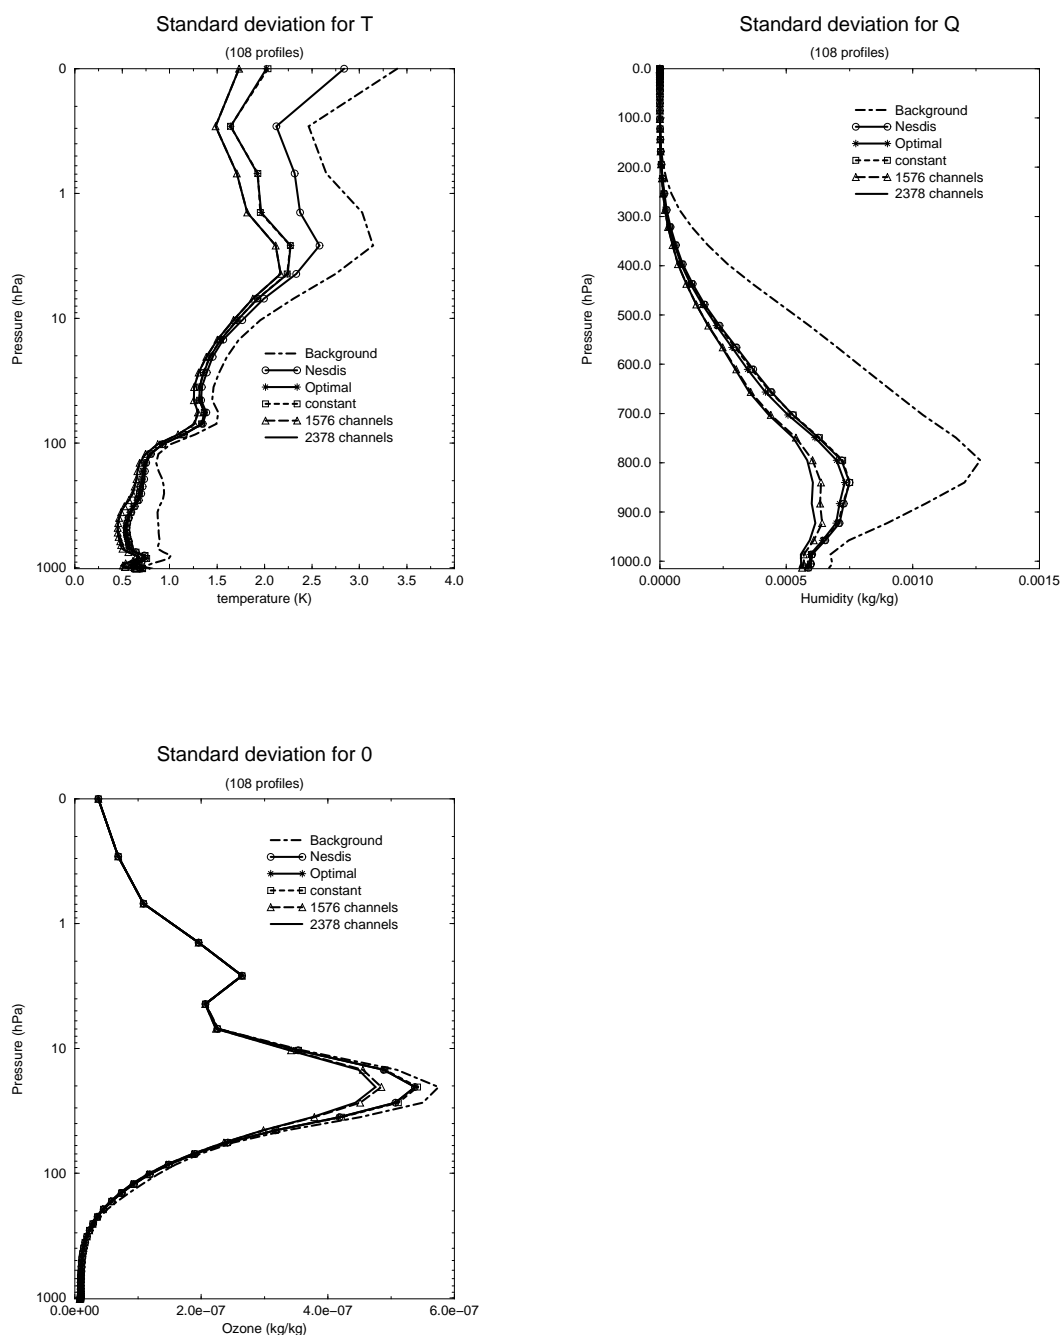 Standard deviation for T
(108 profiles)
0
1
10
100
1000
Pressure (hPa)
Background
Nesdis
Optimal
constant
1576 channels
2378 channels
0.0 0.5 1.0 1.5 2.0 2.5 3.0 3.5 4.0
temperature (K)
Standard deviation for Q
(108 profiles)
0.0
100.0
200.0
300.0
400.0
500.0
600.0
700.0
800.0
900.0
1000.0
Pressure (hPa)
Background
Nesdis
Optimal
constant
1576 channels
2378 channels
0.0000 0.0005 0.0010 0.0015
Humidity (kg/kg)
Standard deviation for 0
(108 profiles)
0
1
10
100
1000
Pressure (hPa)
Background
Nesdis
Optimal
constant
1576 channels
2378 channels
0.0e+00 2.0e−07 4.0e−07 6.0e−07
Ozone (kg/kg)